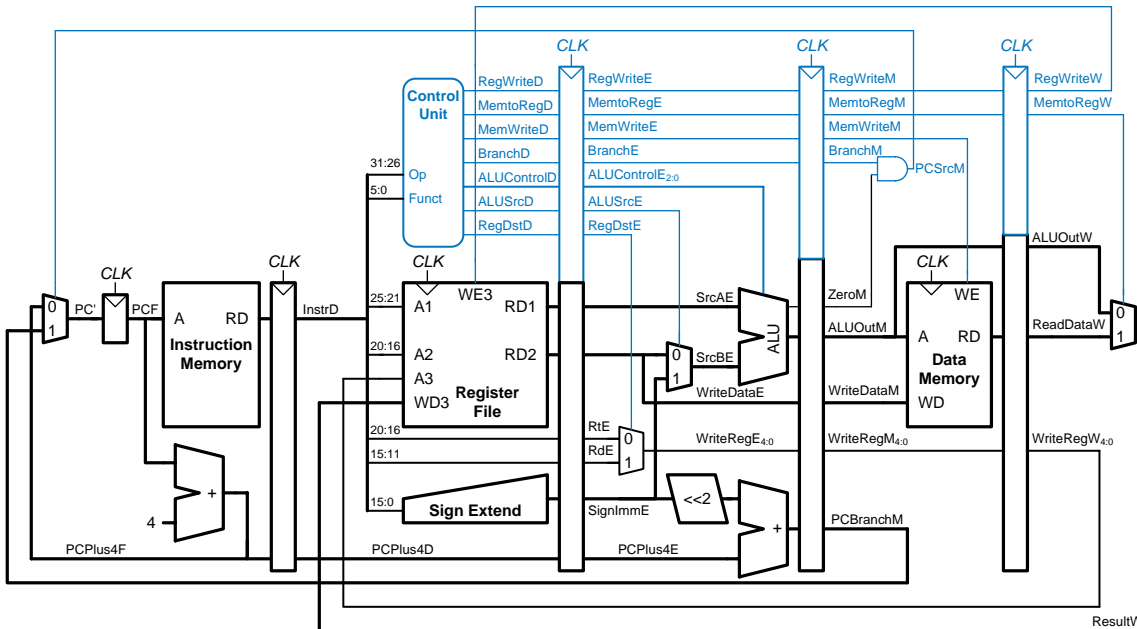 CLK CLK CLK
CLK
Control Unit
RegWriteD RegWriteE RegWriteM RegWriteW
MemtoRegD MemtoRegE MemtoRegM MemtoRegW
MemWriteD MemWriteE MemWriteM
BranchD BranchE BranchM
PCSrcM
31:26
Op
ALUControlD ALUControlE2:0
5:0
Funct
ALUSrcD ALUSrcE
RegDstD RegDstE
ALUOutW
CLK CLK CLK CLK
0
1
PC'
PCF
A RD
Instruction Memory
InstrD
25:21
A1
WE3
RD1
SrcAE
ALU
ZeroM
ALUOutM
WE
A RD
Data Memory
WD
ReadDataW
0
1
20:16
A2
RD2
0
1
SrcBE
A3
WD3
Register File
WriteDataE WriteDataM
20:16
RtE
0
RdE
1
15:11
WriteRegE4:0 WriteRegM4:0 WriteRegW4:0
+
4
15:0
Sign Extend
SignImmE
<<2
+
PCBranchM
PCPlus4F PCPlus4D PCPlus4E
ResultW